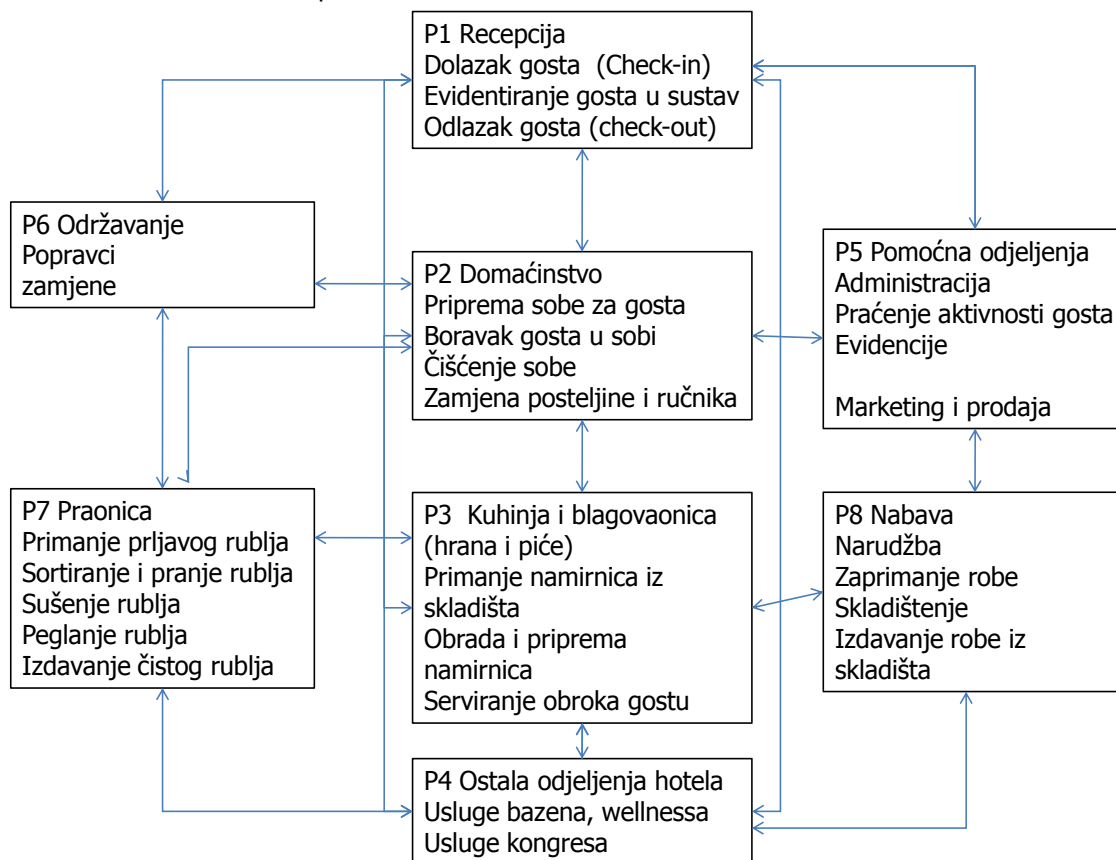 P1 Recepcija
Dolazak gosta  (Check-in)
Evidentiranje gosta u sustav
Odlazak gosta (check-out)
P6 Održavanje
Popravci
zamjene
P2 Domaćinstvo
Priprema sobe za gosta
Boravak gosta u sobi
Čišćenje sobe
Zamjena posteljine i ručnika
P5 Pomoćna odjeljenja
Administracija
Praćenje aktivnosti gosta
Evidencije
Marketing i prodaja
P7 Praonica
Primanje prljavog rublja
Sortiranje i pranje rublja
Sušenje rublja
Peglanje rublja
Izdavanje čistog rublja
P3  Kuhinja i blagovaonica
(hrana i piće)
Primanje namirnica iz
skladišta
Obrada i priprema
namirnica
Serviranje obroka gostu
P8 Nabava
Narudžba
Zaprimanje robe
Skladištenje
Izdavanje robe iz
skladišta
P4 Ostala odjeljenja hotela
Usluge bazena, wellnessa
Usluge kongresa